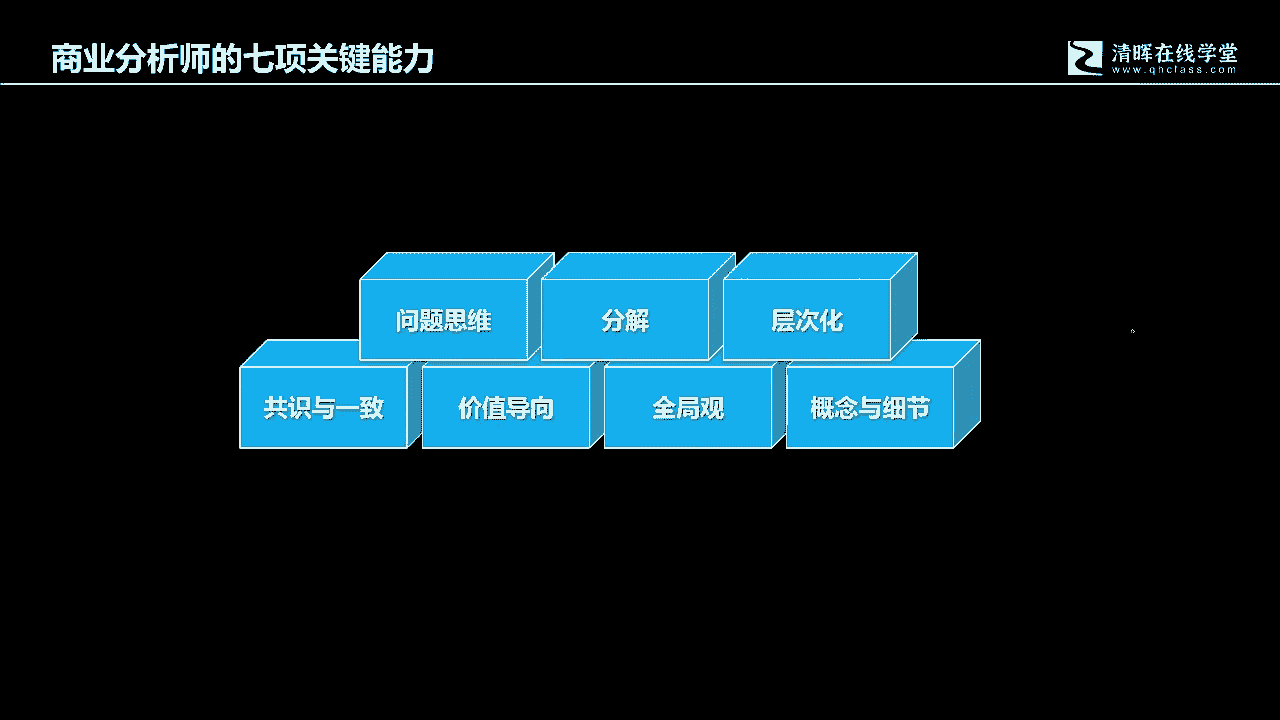 商业分析师的七项关键能力
清晖在线学堂
www.qhclass.com
问题思维
分解
层次化
共识与一致
价值导向
全局观
概念与细节